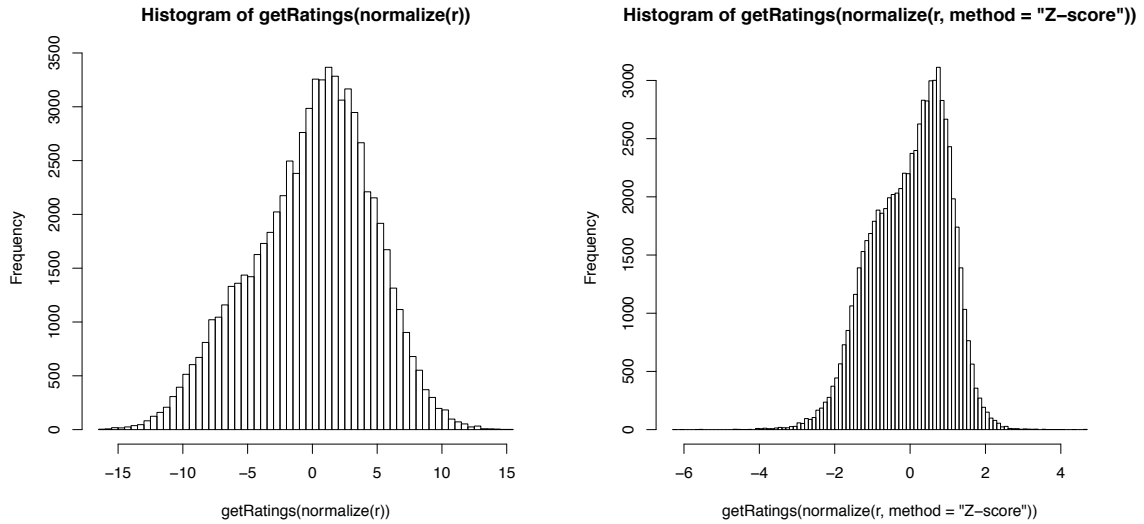 Histogram of getRatings(normalize(r))
Frequency
3500
3000
2500
2000
1500
1000
500
0
−15 −10 −5 0 5 10 15
getRatings(normalize(r))
Histogram of getRatings(normalize(r, method = "Z−score"))
Frequency
3000
2500
2000
1500
1000
500
0
−6 −4 −2 0 2 4
getRatings(normalize(r, method = "Z−score"))